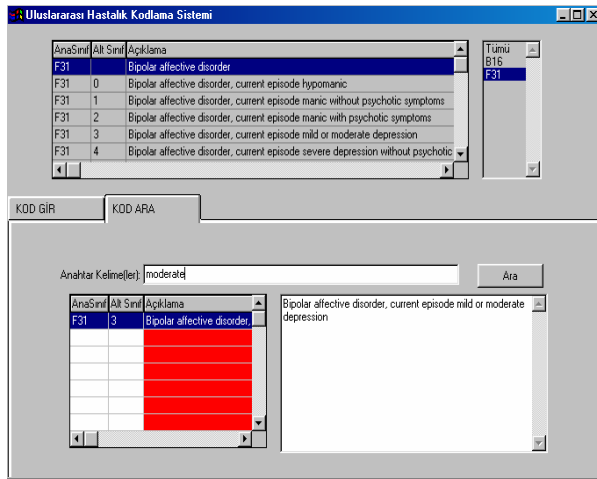 Uluslararası Hastalık Kodlama Sistemi
AnaSınıf Alt Sınıf Açıklama
F31 Bipolar affective disorder
F31 0 Bipolar affective disorder, current episode hypomanic
F31 1 Bipolar affective disorder, current episode manic without psychotic symptoms
F31 2 Bipolar affective disorder, current episode manic with psychotic symptoms
F31 3 Bipolar affective disorder, current episode mild or moderate depression
F31 4 Bipolar affective disorder, current episode severe depression without psychotic
Tümü
B16
F31
KOD GİR KOD ARA
Anahtar Kelime(ler): moderate Ara
AnaSınıf Alt Sınıf Açıklama
F31 3 Bipolar affective disorder,
Bipolar affective disorder, current episode mild or moderate
depression